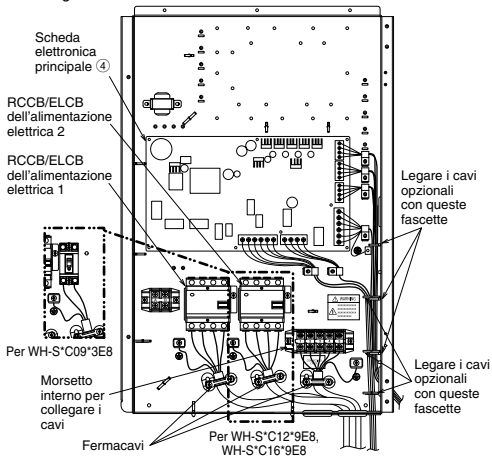 Scheda
elettronica
principale ④
RCCB/ELCB
dell'alimentazione
elettrica 2
RCCB/ELCB
dell'alimentazione
elettrica 1
Legare i cavi
opzionali
con queste
fascette
WARNING
Per WH-S*C09*3E8
Morsetto
interno per
collegare i
cavi
Legare i cavi
opzionali
con queste
fascette
Fermacavi
Per WH-S*C12*9E8,
WH-S*C16*9E8